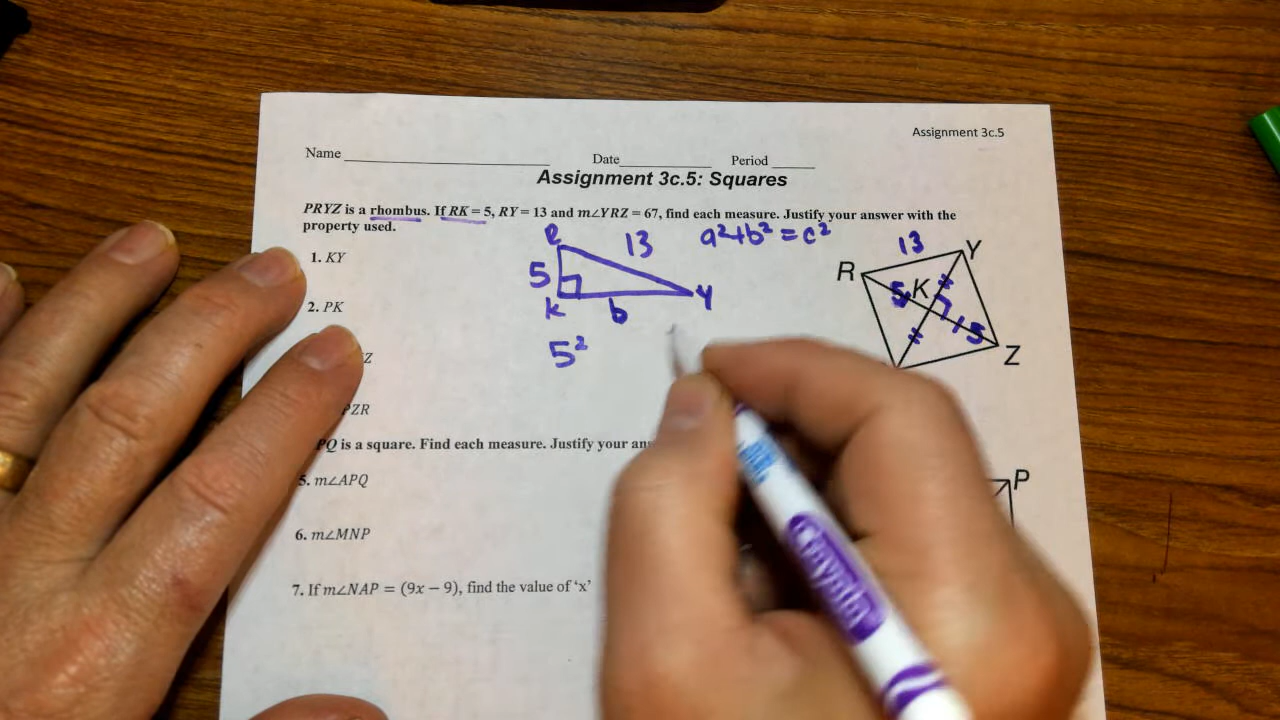 Assignment 3c.5
Name Date Period
Assignment 3c.5: Squares
PRYZ is a rhombus. If RK = 5, RY = 13 and m∠YRZ = 67, find each measure. Justify your answer with the
property used.
1. KY
R 13 a²+b²=c²
5
K b Y
5²
13
R Y
5 K
5
Z
2. PK
Z
PZR
PQ is a square. Find each measure. Justify your
5. m∠APQ
P
6. m∠MNP
7. If m∠NAP = (9x − 9), find the value of ‘x’
Crayola